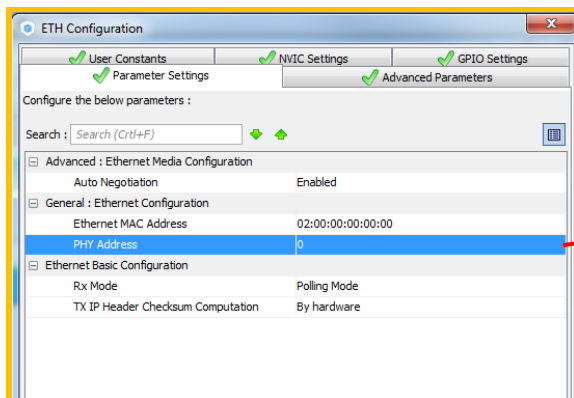 ETH Configuration
User Constants NVIC Settings GPIO Settings
Parameter Settings Advanced Parameters
Configure the below parameters :
Search : Search (Crtl+F)
Advanced : Ethernet Media Configuration
Auto Negotiation Enabled
General : Ethernet Configuration
Ethernet MAC Address 02:00:00:00:00:00
PHY Address 0
Ethernet Basic Configuration
Rx Mode Polling Mode
TX IP Header Checksum Computation By hardware